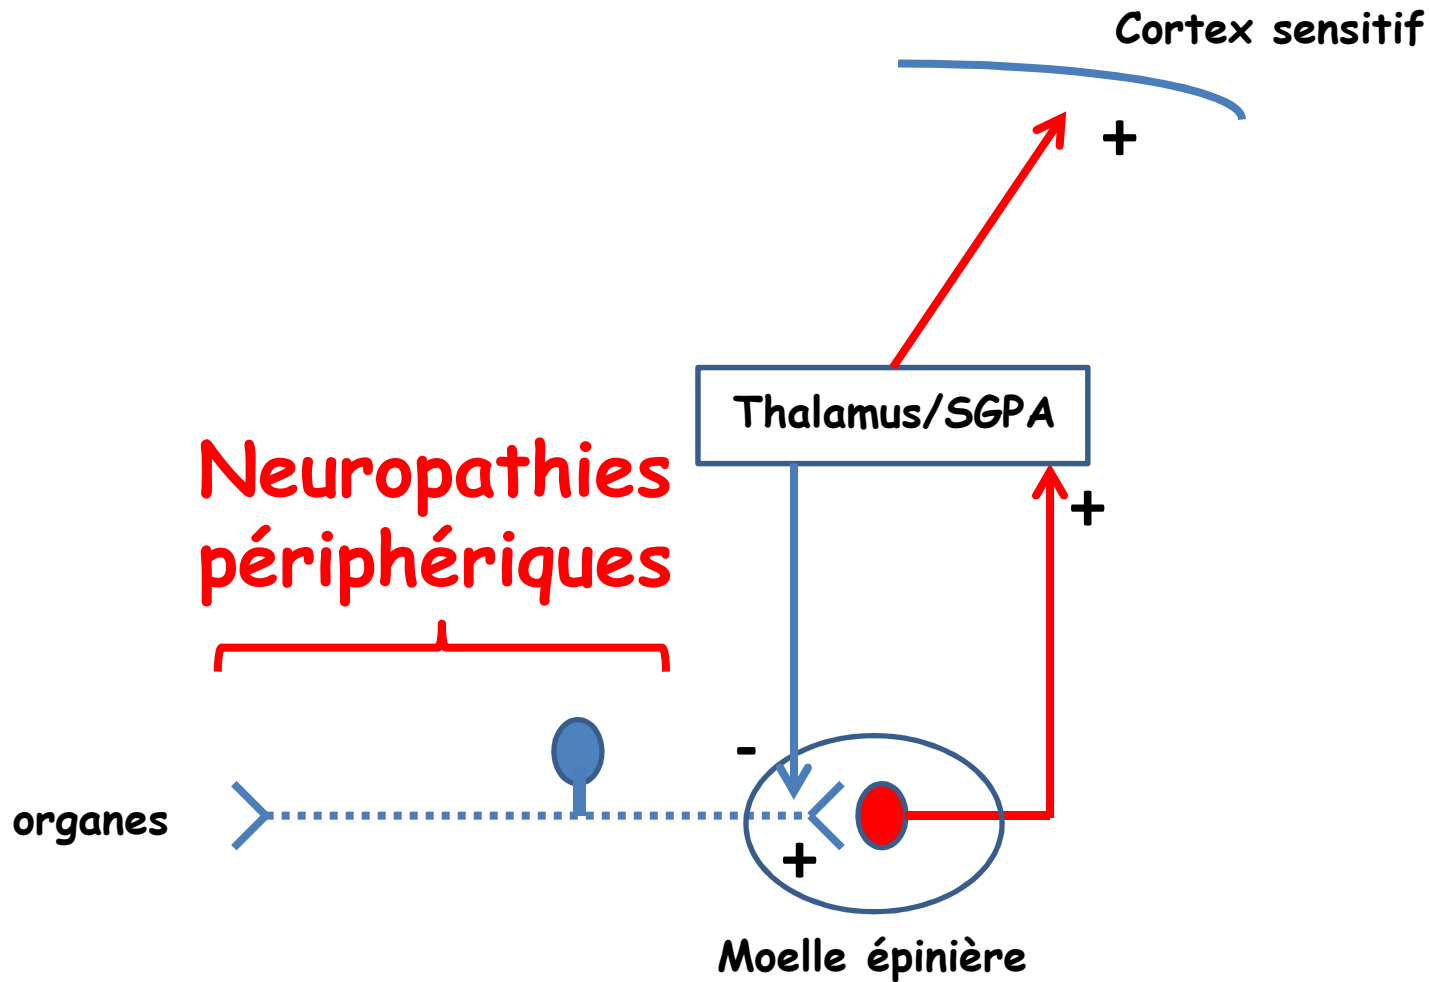 Cortex sensitif
+
Thalamus/SGPA
Neuropathies
périphériques
+
-
organes
+
Moelle épinière